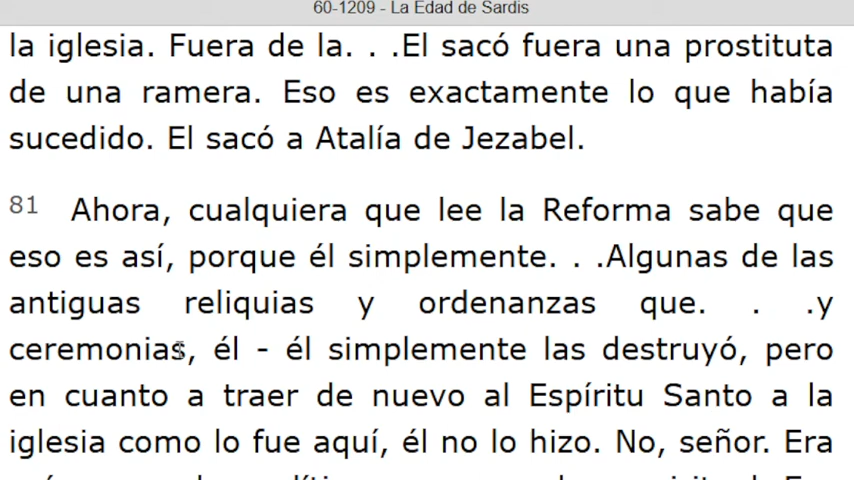 60-1209 - La Edad de Sardis
la iglesia. Fuera de la. . .El sacó fuera una prostituta
de una ramera. Eso es exactamente lo que había
sucedido. El sacó a Atalía de Jezabel.
81 Ahora, cualquiera que lee la Reforma sabe que
eso es así, porque él simplemente. . .Algunas de las
antiguas reliquias y ordenanzas que. . .y
ceremonias, él - él simplemente las destruyó, pero
en cuanto a traer de nuevo al Espíritu Santo a la
iglesia como lo fue aquí, él no lo hizo. No, señor. Era